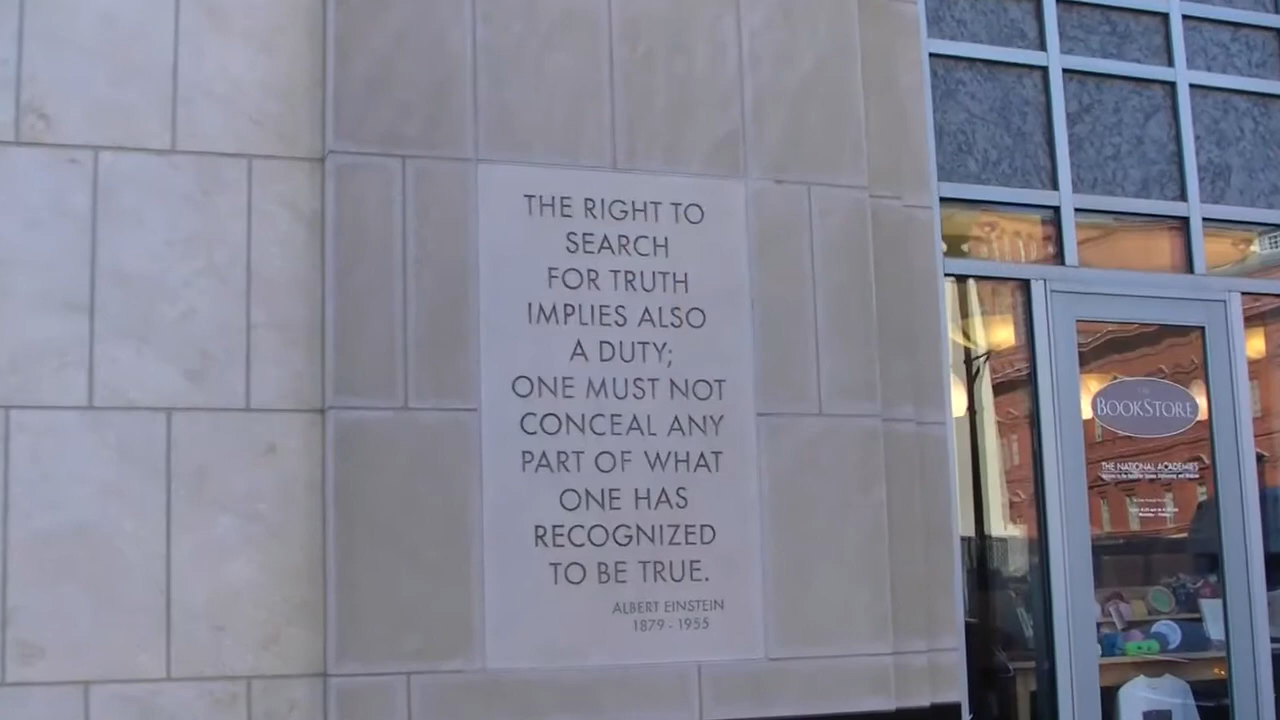 THE RIGHT TO
SEARCH
FOR TRUTH
IMPLIES ALSO
A DUTY;
ONE MUST NOT
CONCEAL ANY
PART OF WHAT
ONE HAS
RECOGNIZED
TO BE TRUE.
ALBERT EINSTEIN
1879 - 1955
THE
BOOKSTORE
THE NATIONAL ACADEMIES